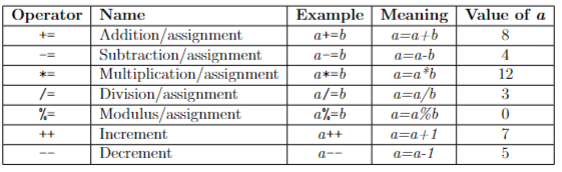 Operator Name Example Meaning Value of a
+= Addition/assignment a+=b a=a+b 8
-= Subtraction/assignment a-=b a=a-b 4
*= Multiplication/assignment a*=b a=a*b 12
/= Division/assignment a/=b a=a/b 3
%= Modulus/assignment a%=b a=a%b 0
++ Increment a++ a=a+1 7
-- Decrement a-- a=a-1 5